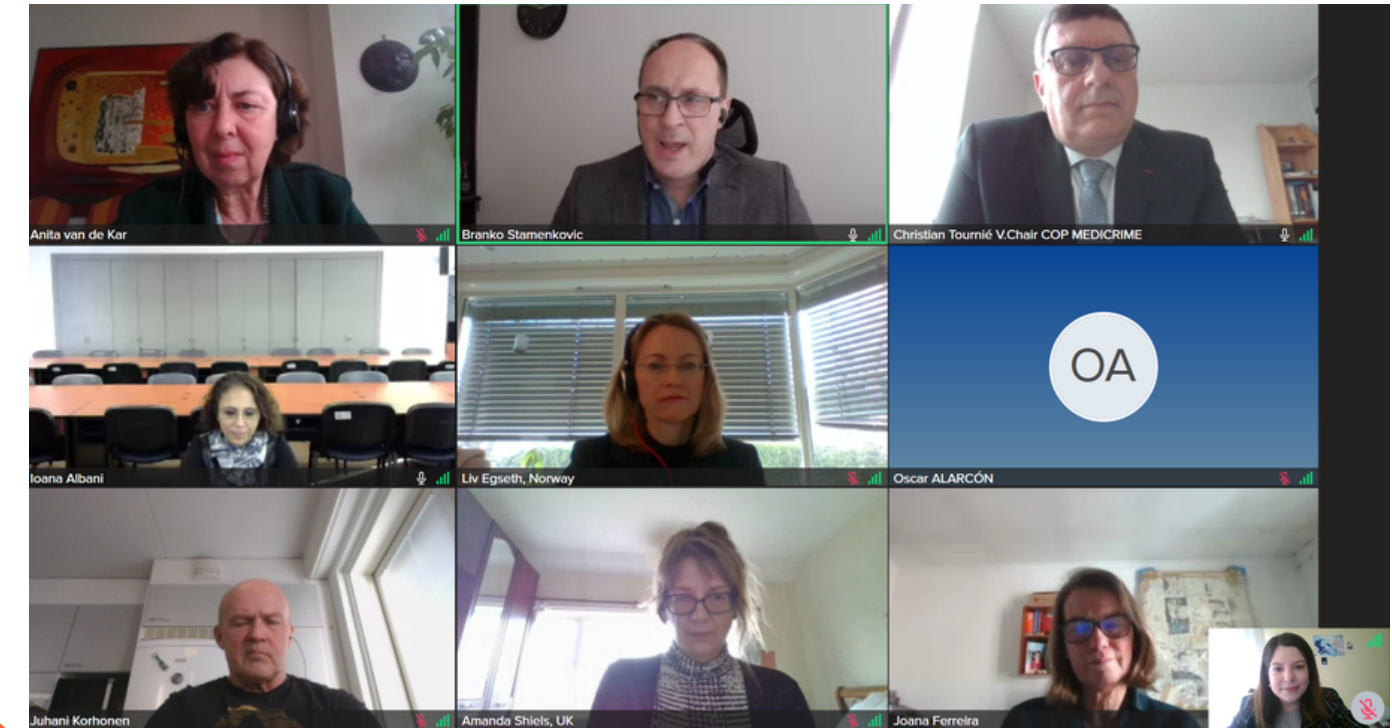 Anita van de Kar
Branko Stamenkovic
Christian Tournié V.Chair COP MEDICRIME
Ioana Albani
Liv Egseth, Norway
OA
Oscar ALARCÓN
Juhani Korhonen
Amanda Shiels, UK
Joana Ferreira